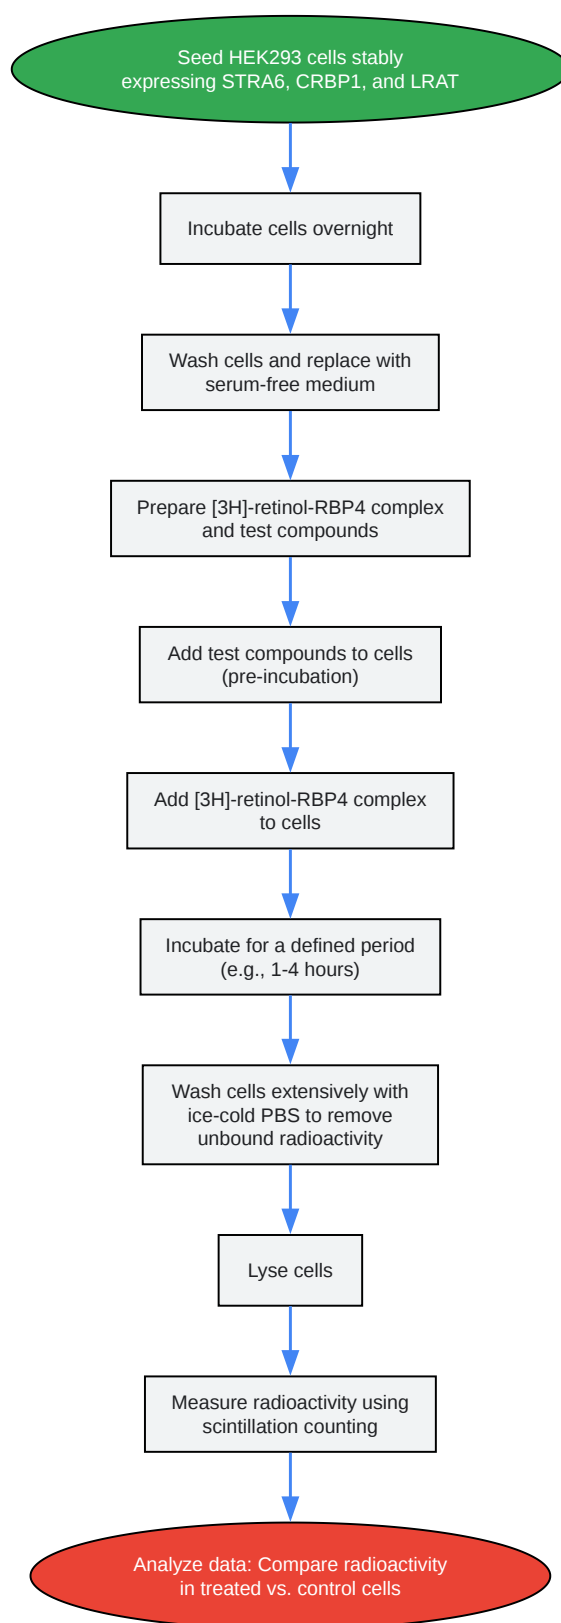 Seed HEK293 cells stably
expressing STRA6, CRBP1, and LRAT
Incubate cells overnight
Wash cells and replace with
serum-free medium
Prepare [3H]-retinol-RBP4 complex
and test compounds
Add test compounds to cells
(pre-incubation)
Add [3H]-retinol-RBP4 complex
to cells
Incubate for a defined period
(e.g., 1-4 hours)
Wash cells extensively with
ice-cold PBS to remove
unbound radioactivity
Lyse cells
Measure radioactivity using
scintillation counting
Analyze data: Compare radioactivity
in treated vs. control cells